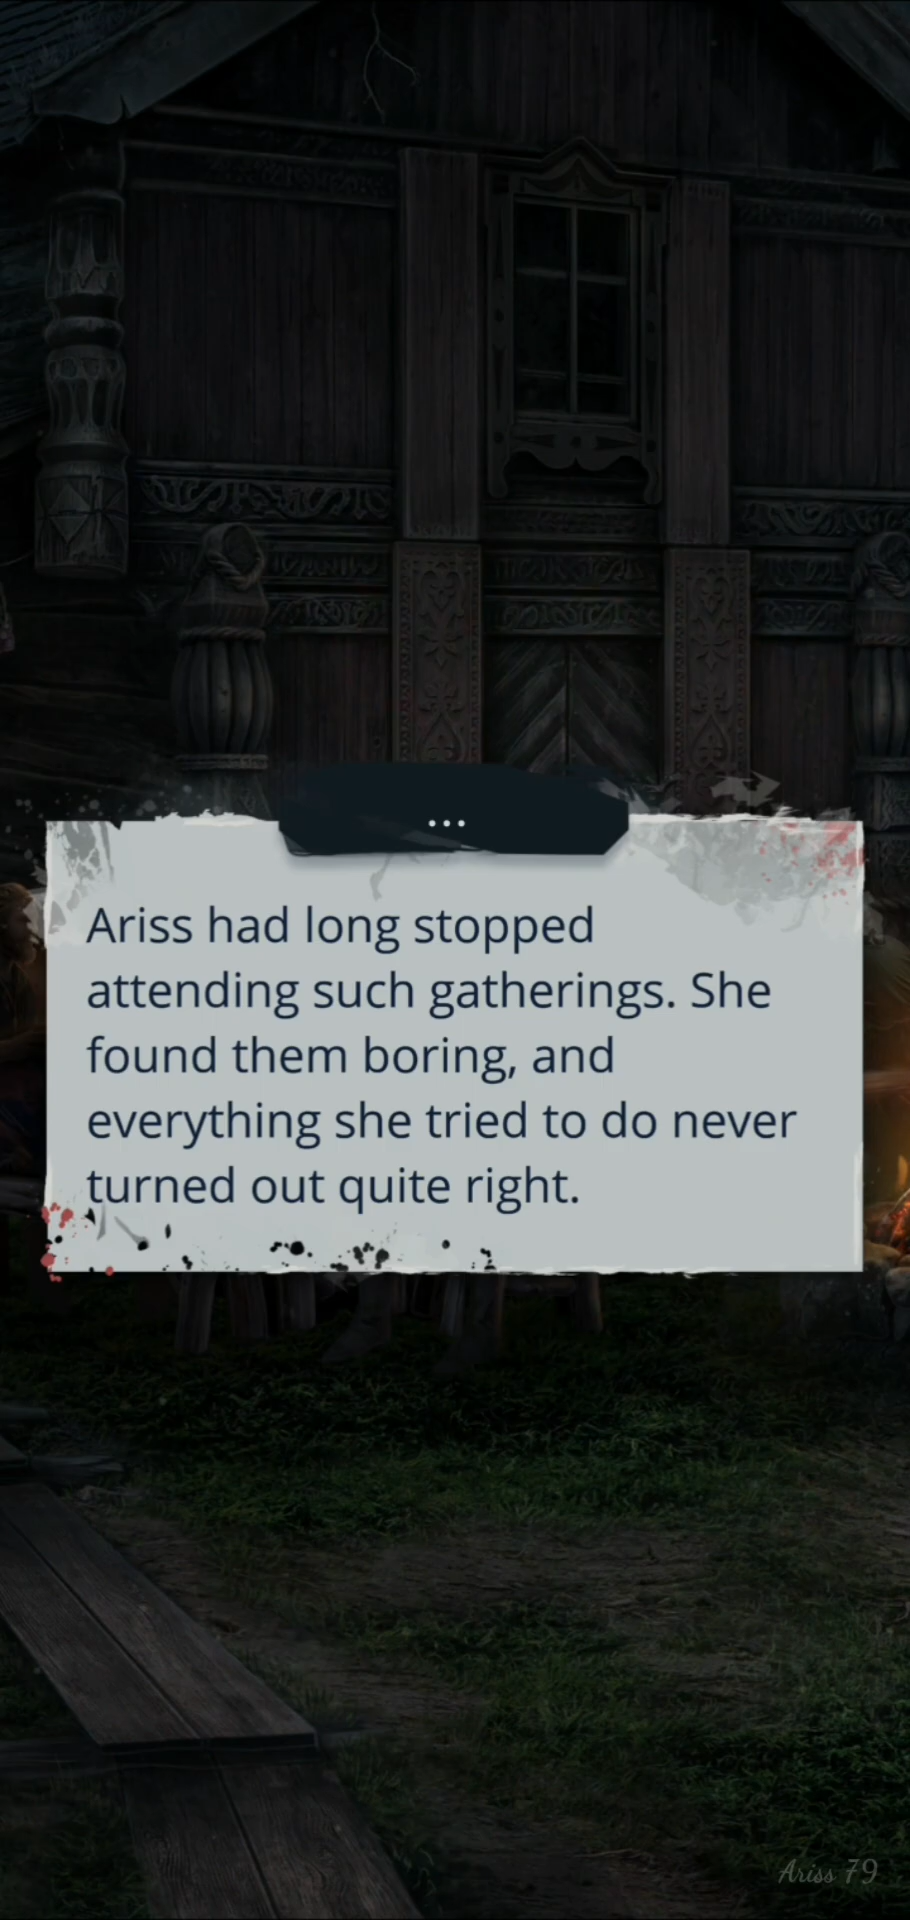 ...
Ariss had long stopped
attending such gatherings. She
found them boring, and
everything she tried to do never
turned out quite right.
Ariss 79